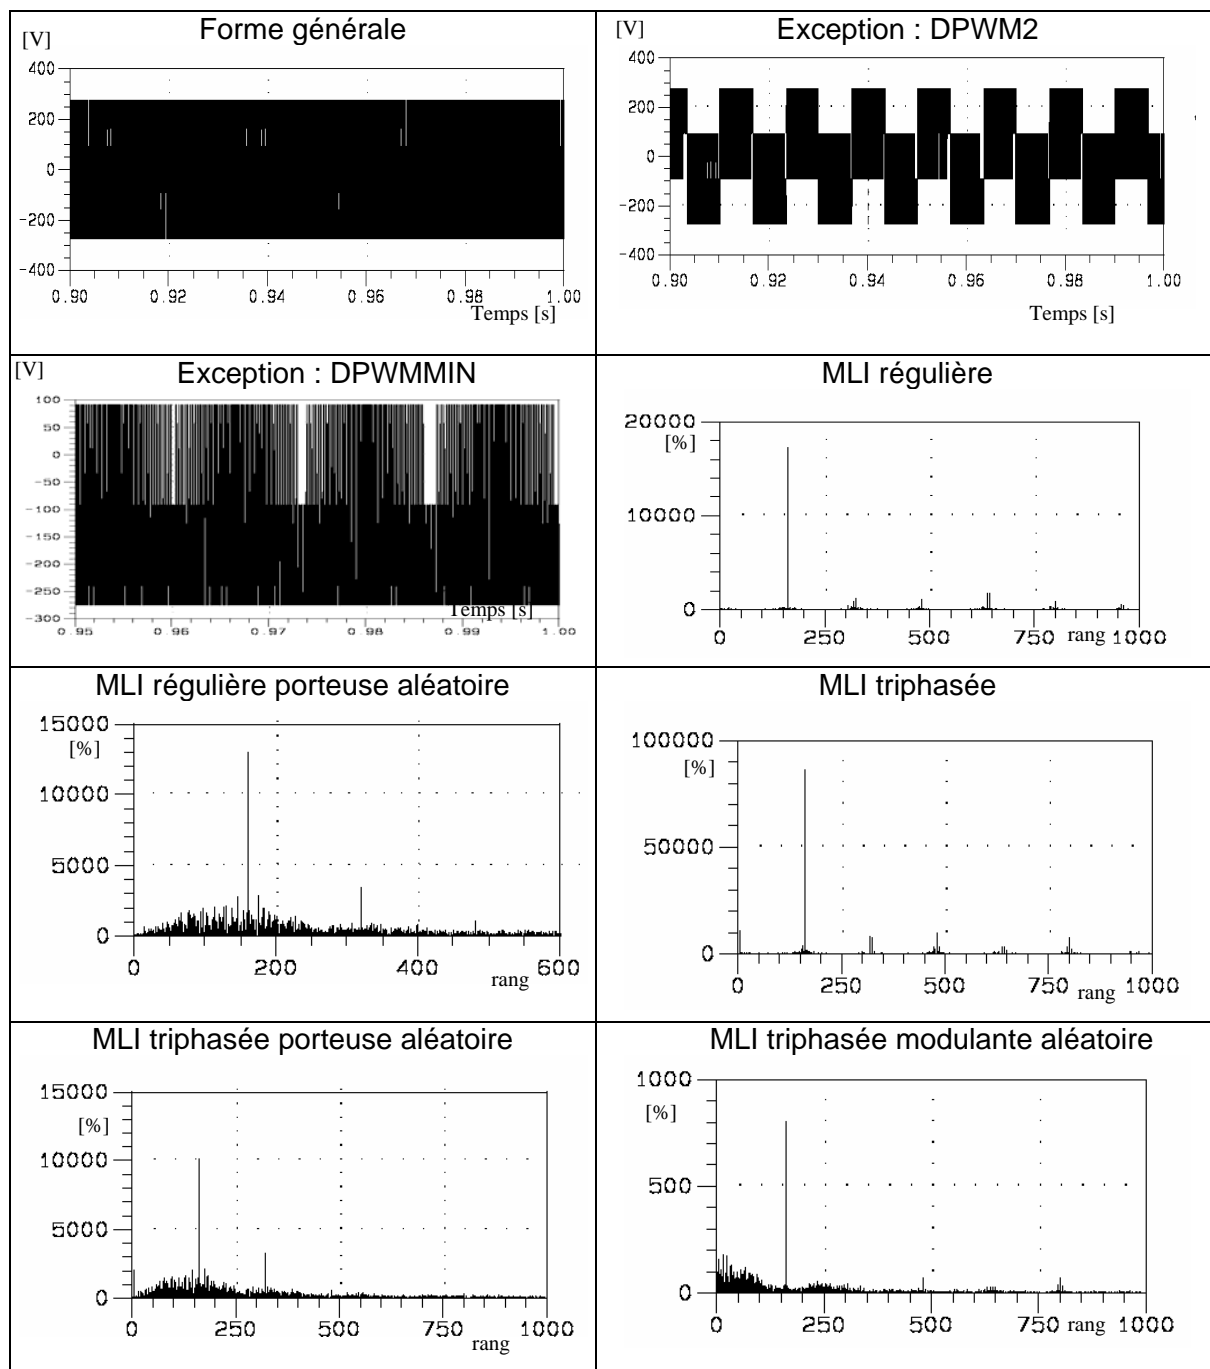 Forme générale
[V]
400
200
0
-200
-400
0.90 0.92 0.94 0.96 0.98 1.00
Temps [s]
Exception : DPWM2
[V]
400
200
0
-200
-400
0.90 0.92 0.94 0.96 0.98 1.00
Temps [s]
Exception : DPWMMIN
[V]
100
50
0
-50
-100
-150
-200
-250
-300
Temps [s]
0.95 0.96 0.97 0.98 0.99 1.00
MLI régulière
20000
[%]
10000
0
0 250 500 750 rang 1000
MLI régulière porteuse aléatoire
15000
[%]
10000
5000
0
0 200 400 600
rang
MLI triphasée
100000
[%]
50000
0
0 250 500 750 rang 1000
MLI triphasée porteuse aléatoire
15000
[%]
10000
5000
0
0 250 500 750 1000
rang
MLI triphasée modulante aléatoire
1000
[%]
500
0
0 250 500 750 rang 1000